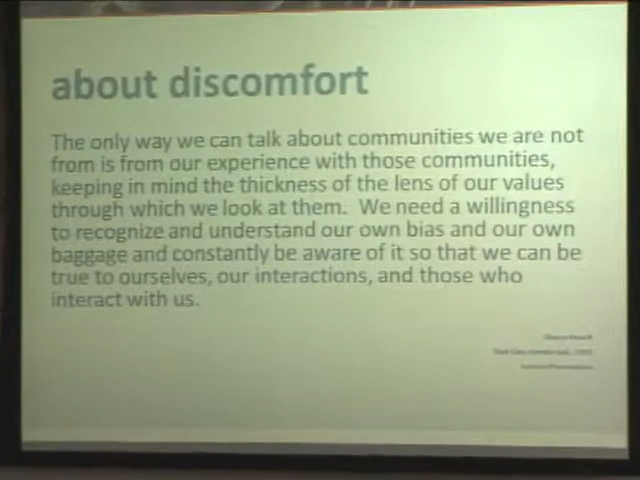 about discomfort
The only way we can talk about communities we are not
from is from our experience with those communities,
keeping in mind the thickness of the lens of our values
through which we look at them.  We need a willingness
to recognize and understand our own bias and our own
baggage and constantly be aware of it so that we can be
true to ourselves, our interactions, and those who
interact with us.